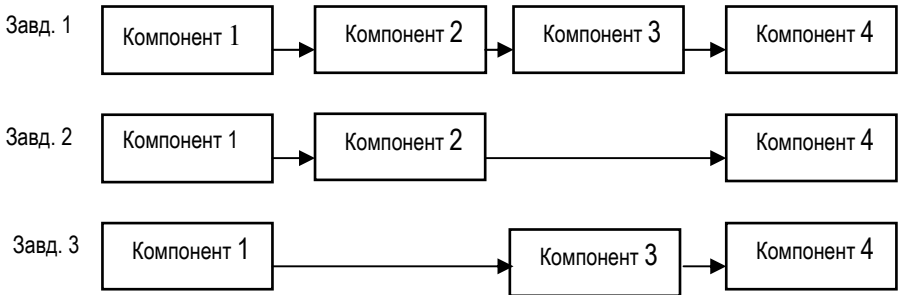 Завд. 1 Компонент 1 Компонент 2 Компонент 3 Компонент 4
Завд. 2 Компонент 1 Компонент 2 Компонент 4
Завд. 3 Компонент 1 Компонент 3 Компонент 4